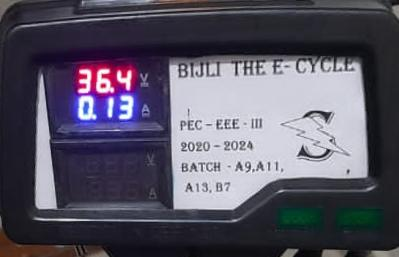 36.4 V
0.13 A
V
A
BIJLI THE E- CYCLE
PEC – EEE - III
2020 – 2024
BATCH - A9,A11,
A13, B7
S